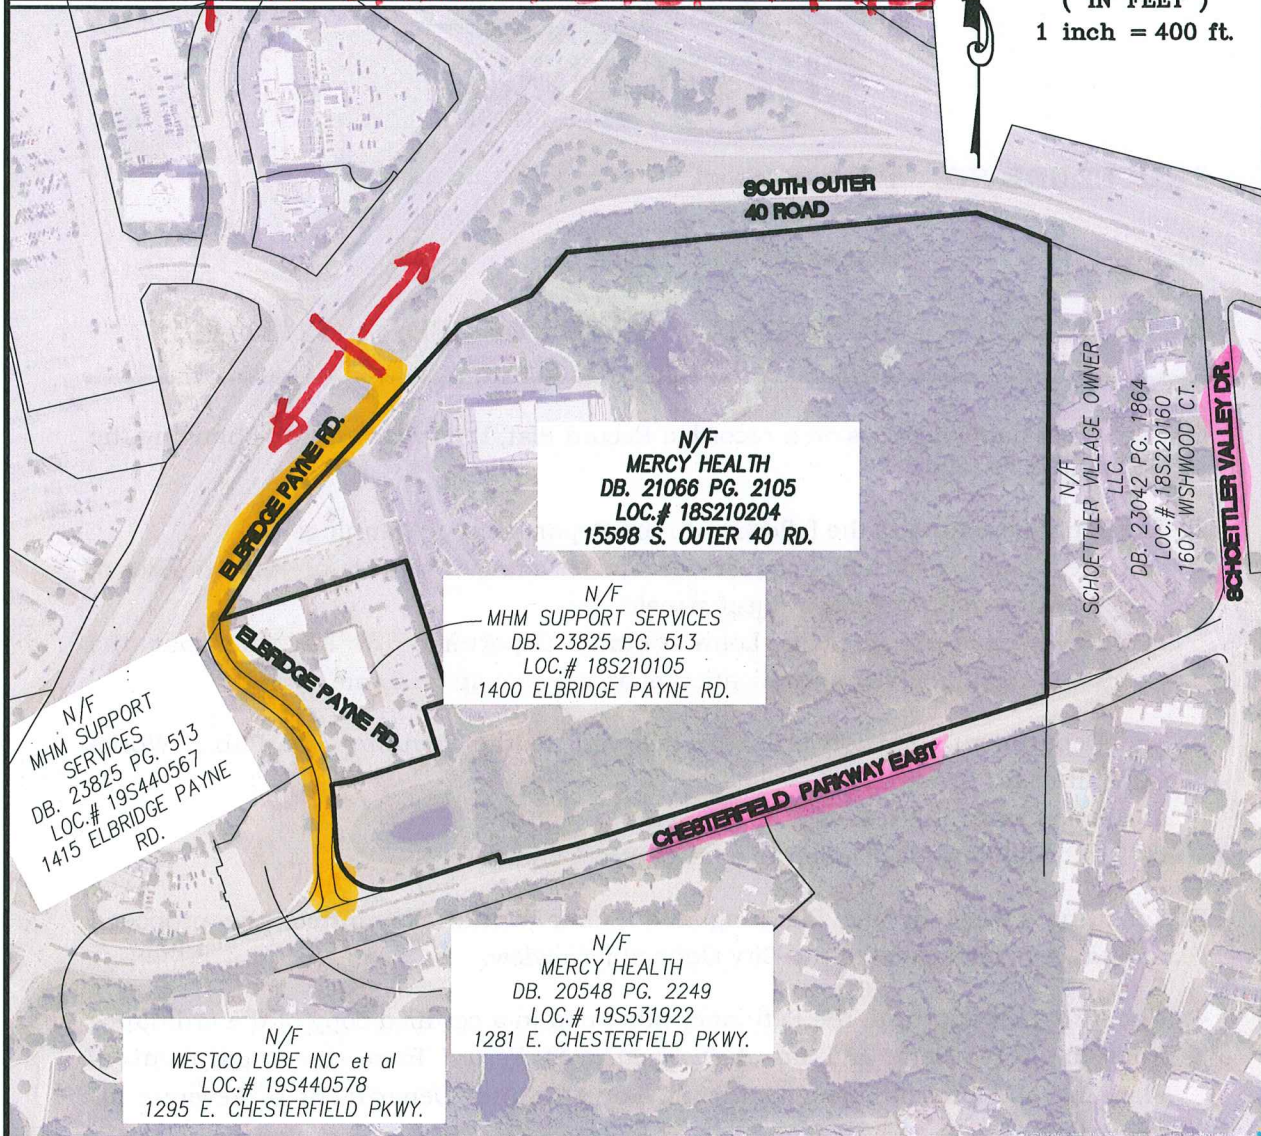 ( IN FEET )
1 inch = 400 ft.
SOUTH OUTER
40 ROAD
ELBRIDGE PAYNE RD.
N/F
MERCY HEALTH
DB. 21066 PG. 2105
LOC.# 18S210204
15598 S. OUTER 40 RD.
N/F
SCHOETTLER VILLAGE OWNER
LLC
DB. 23042 PG. 1864
LOC.# 18S220160
1607 WISHWOOD CT.
SCHOETTLER VALLEY DR.
N/F
MHM SUPPORT SERVICES
DB. 23825 PG. 513
LOC.# 18S210105
1400 ELBRIDGE PAYNE RD.
ELBRIDGE PAYNE RD.
N/F
MHM SUPPORT
SERVICES
DB. 23825 PG. 513
LOC.# 19S440567
1415 ELBRIDGE PAYNE
RD.
CHESTERFIELD PARKWAY EAST
N/F
MERCY HEALTH
DB. 20548 PG. 2249
LOC.# 19S531922
1281 E. CHESTERFIELD PKWY.
N/F
WESTCO LUBE INC et al
LOC.# 19S440578
1295 E. CHESTERFIELD PKWY.